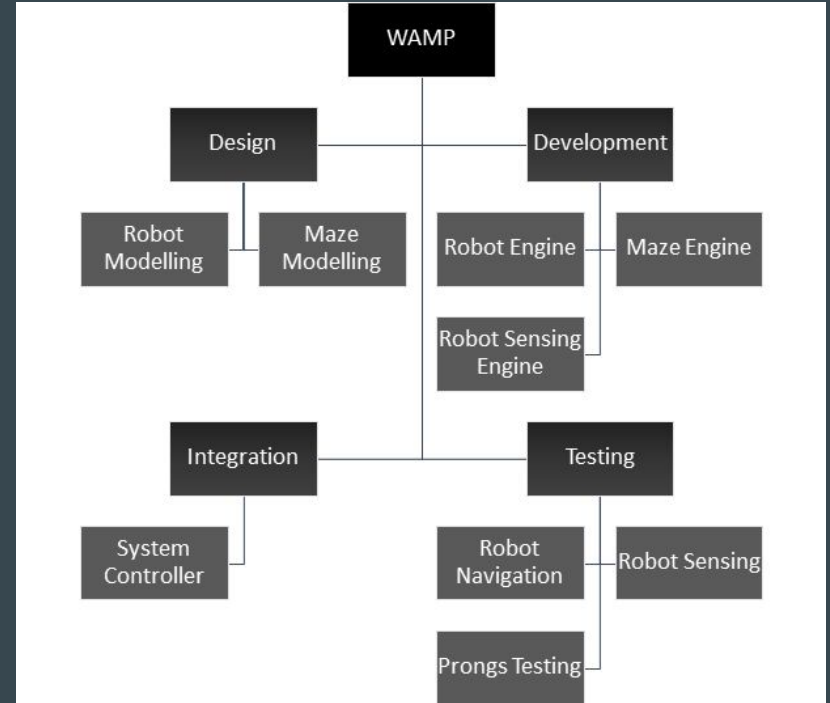 WAMP
Design
Development
Robot
Modelling
Maze
Modelling
Robot Engine
Maze Engine
Robot Sensing
Engine
Integration
Testing
System
Controller
Robot
Navigation
Robot Sensing
Prongs Testing